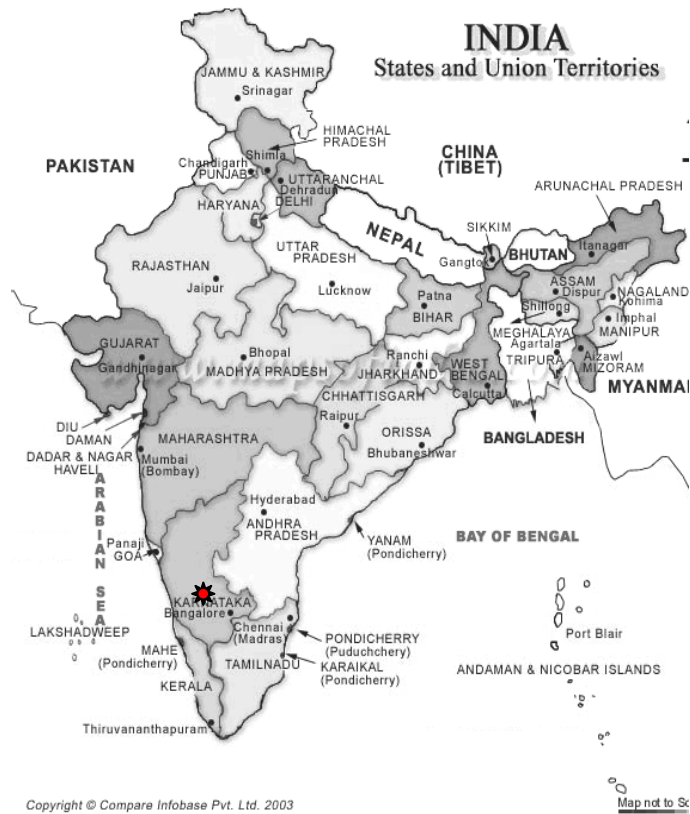 INDIA
States and Union Territories
JAMMU & KASHMIR
Srinagar
HIMACHAL
PRADESH
PAKISTAN
Chandigarh
Shimla
PUNJAB
UTTARANCHAL
Dehradun
CHINA
(TIBET)
HARYANA
DELHI
ARUNACHAL PRADESH
NEPAL
SIKKIM
Gangtok
BHUTAN
Itanagar
RAJASTHAN
Jaipur
UTTAR
PRADESH
Lucknow
ASSAM
Dispur
NAGALAND
Kohima
Patna
BIHAR
Shillong
MEGHALAYA
Imphal
MANIPUR
Agartala
TRIPURA
Aizawl
MIZORAM
GUJARAT
Gandhinagar
Bhopal
MADHYA PRADESH
Ranchi
JHARKHAND
WEST
BENGAL
Calcutta
MYANMAR
CHHATTISGARH
Raipur
DIU
DAMAN
DADAR & NAGAR
HAVELI
MAHARASHTRA
Mumbai
(Bombay)
ORISSA
Bhubaneshwar
BANGLADESH
ARABIAN SEA
Hyderabad
ANDHRA
PRADESH
YANAM
(Pondicherry)
BAY OF BENGAL
Panaji
GOA
KARNATAKA
Bangalore
LAKSHADWEEP
Chennai
(Madras)
PONDICHERRY
(Puduchchery)
Port Blair
MAHE
(Pondicherry)
TAMILNADU
KARAIKAL
(Pondicherry)
ANDAMAN & NICOBAR ISLANDS
KERALA
Thiruvananthapuram
Copyright © Compare Infobase Pvt. Ltd. 2003
Map not to Sc